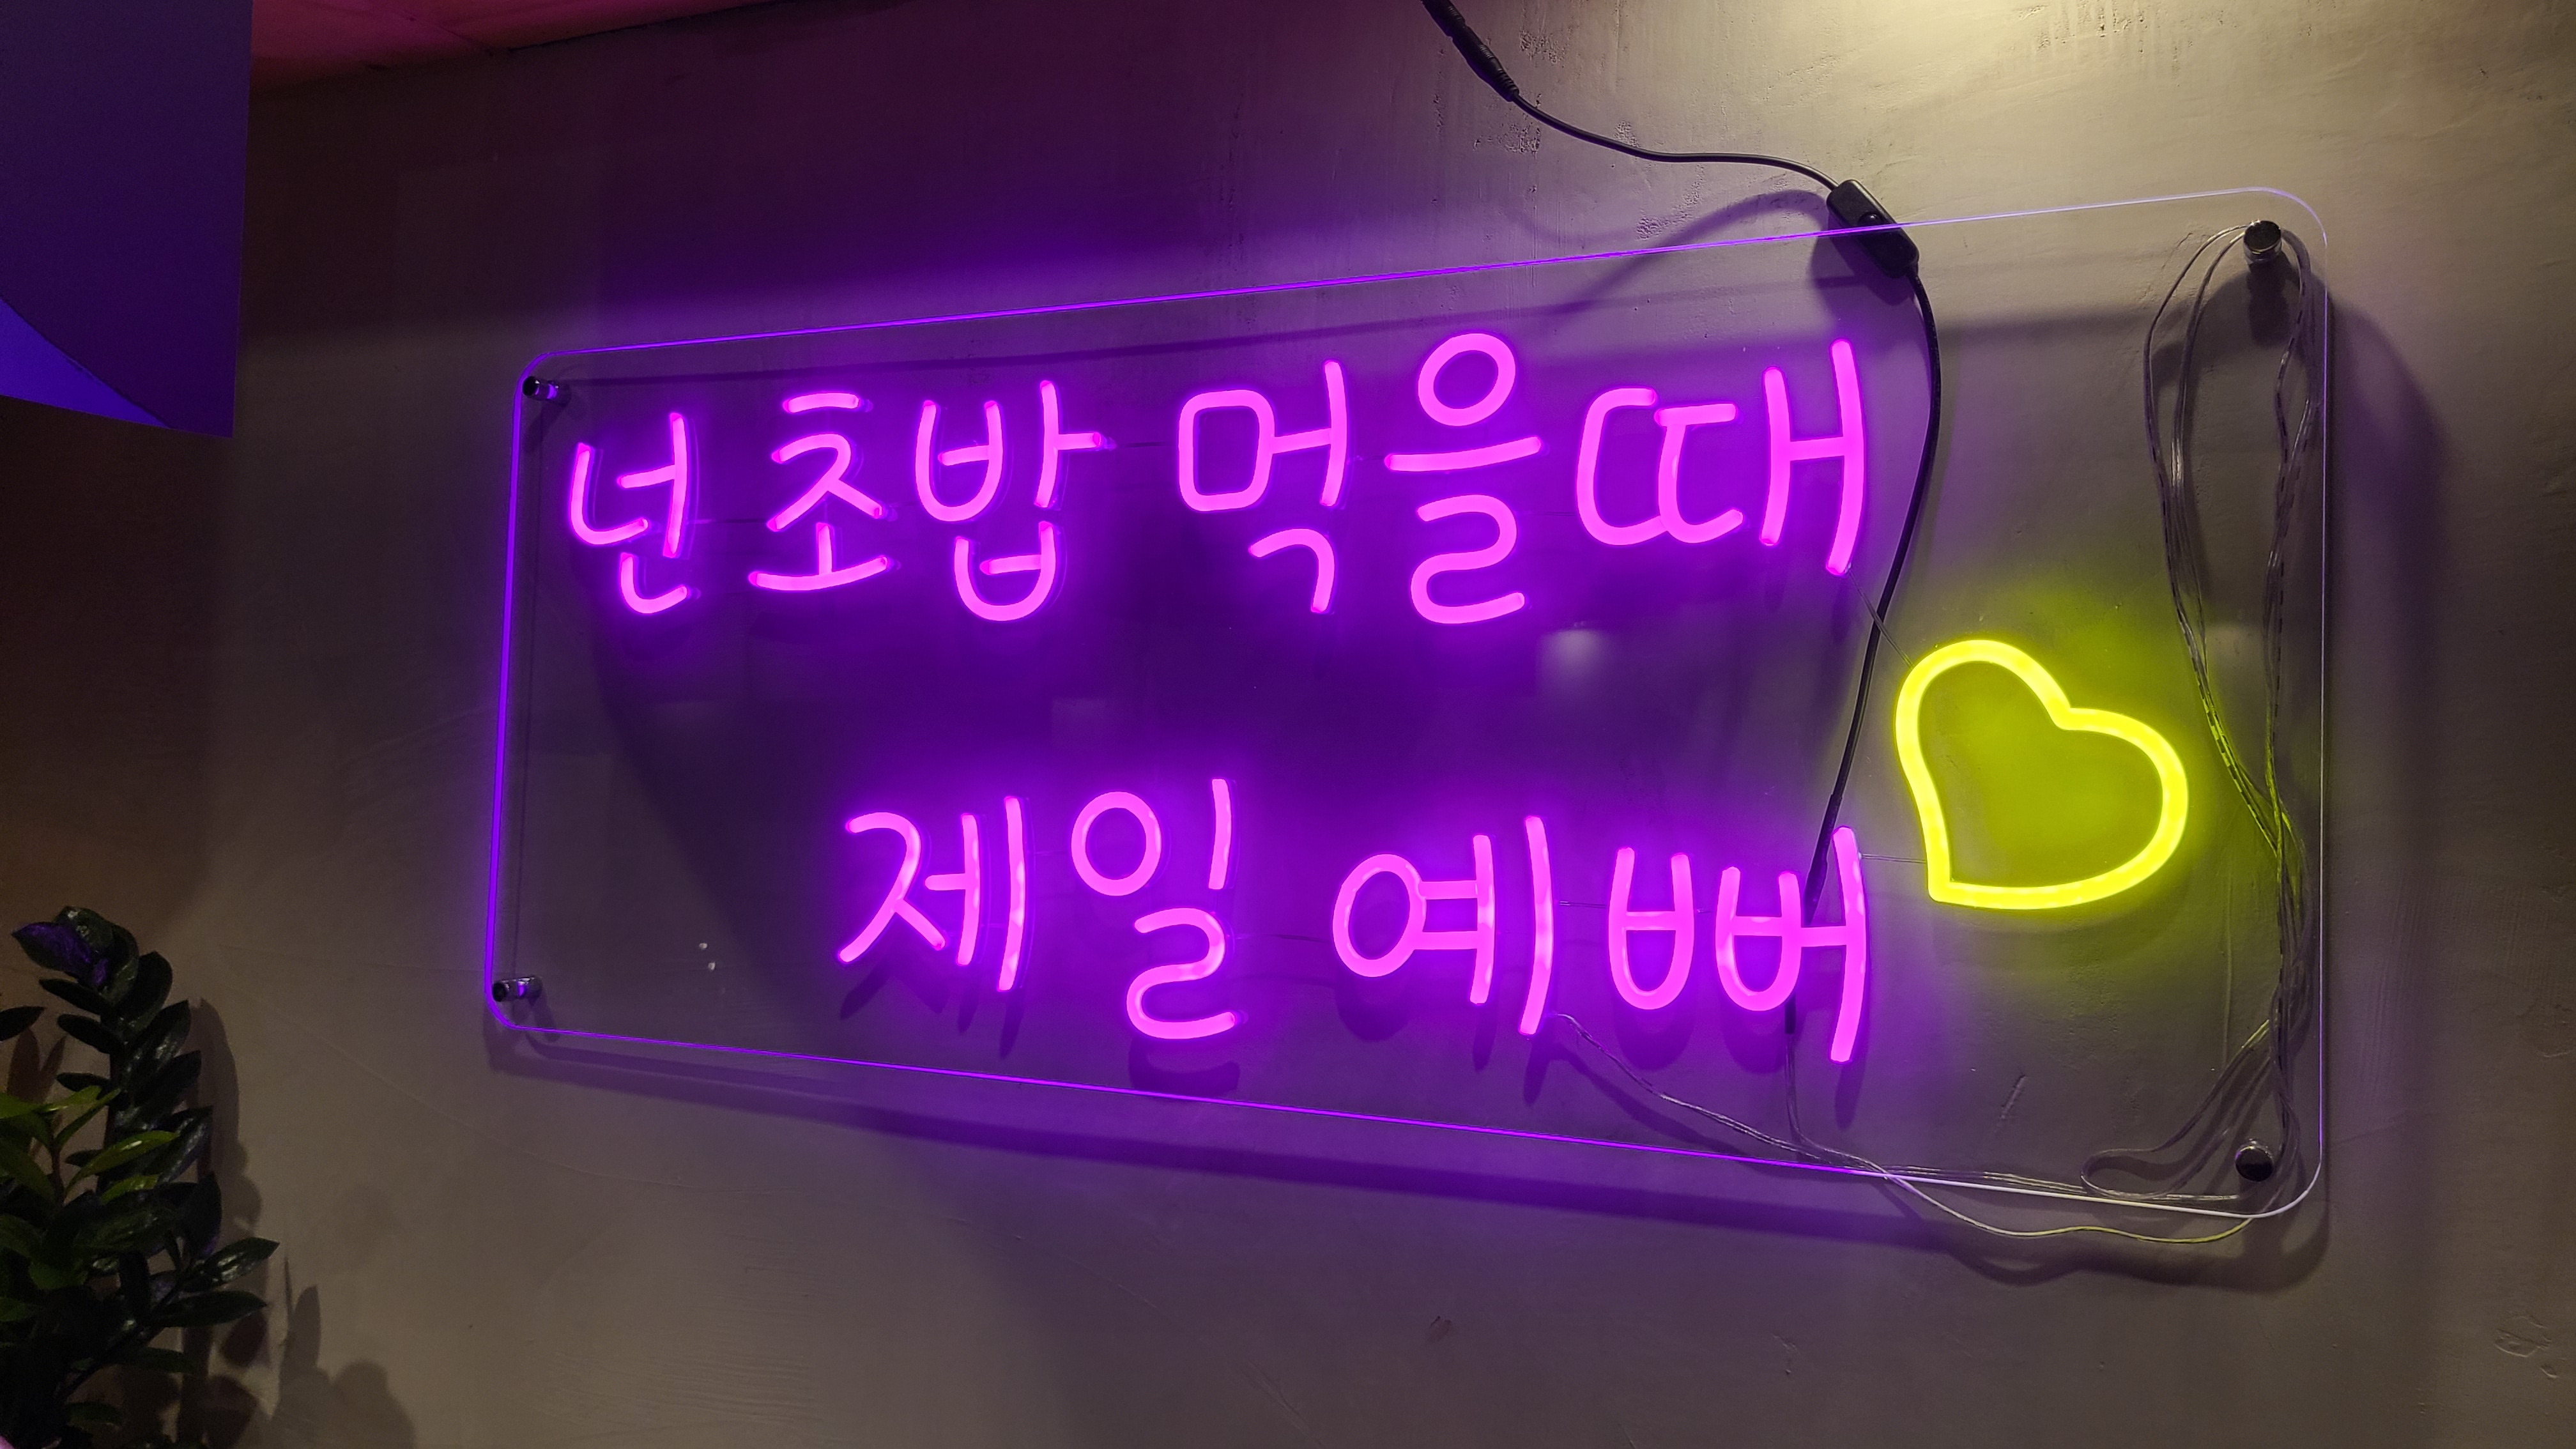 넌 초밥 먹을때
제일 예뻐